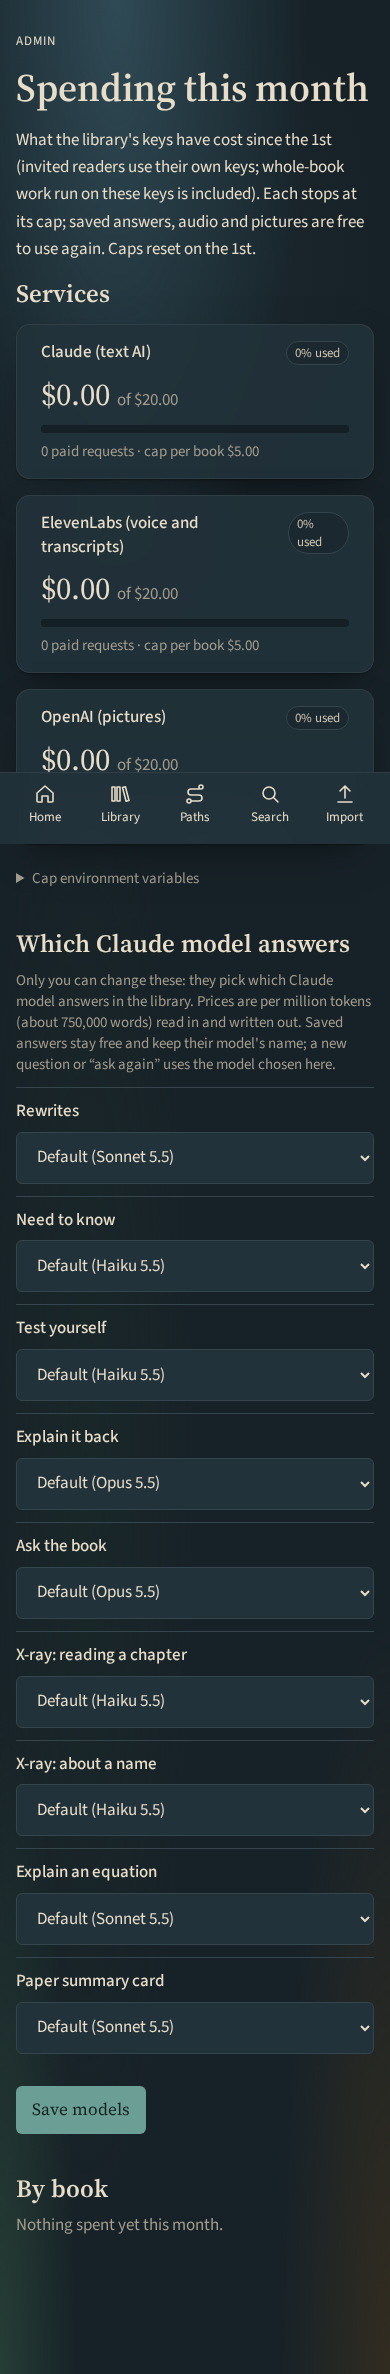 ADMIN
Spending this month
What the library's keys have cost since the 1st
(invited readers use their own keys; whole-book
work run on these keys is included). Each stops at
its cap; saved answers, audio and pictures are free
to use again. Caps reset on the 1st.
Services
Claude (text AI)
0% used
$0.00 of $20.00
0 paid requests · cap per book $5.00
ElevenLabs (voice and
transcripts)
0%
used
$0.00 of $20.00
0 paid requests · cap per book $5.00
OpenAI (pictures)
0% used
$0.00 of $20.00
Home
Library
Paths
Search
Import
Cap environment variables
Which Claude model answers
Only you can change these: they pick which Claude
model answers in the library. Prices are per million tokens
(about 750,000 words) read in and written out. Saved
answers stay free and keep their model's name; a new
question or “ask again” uses the model chosen here.
Rewrites
Default (Sonnet 5.5)
Need to know
Default (Haiku 5.5)
Test yourself
Default (Haiku 5.5)
Explain it back
Default (Opus 5.5)
Ask the book
Default (Opus 5.5)
X-ray: reading a chapter
Default (Haiku 5.5)
X-ray: about a name
Default (Haiku 5.5)
Explain an equation
Default (Sonnet 5.5)
Paper summary card
Default (Sonnet 5.5)
Save models
By book
Nothing spent yet this month.